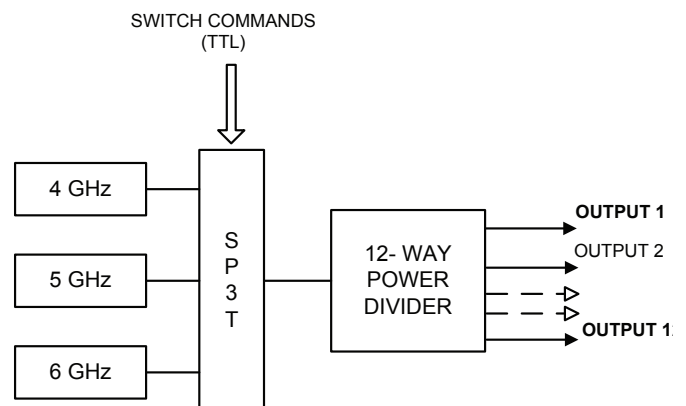 SWITCH COMMANDS
(TTL)
4 GHz
5 GHz
6 GHz
S
P
3
T
12- WAY
POWER
DIVIDER
OUTPUT 1
OUTPUT 2
OUTPUT 12